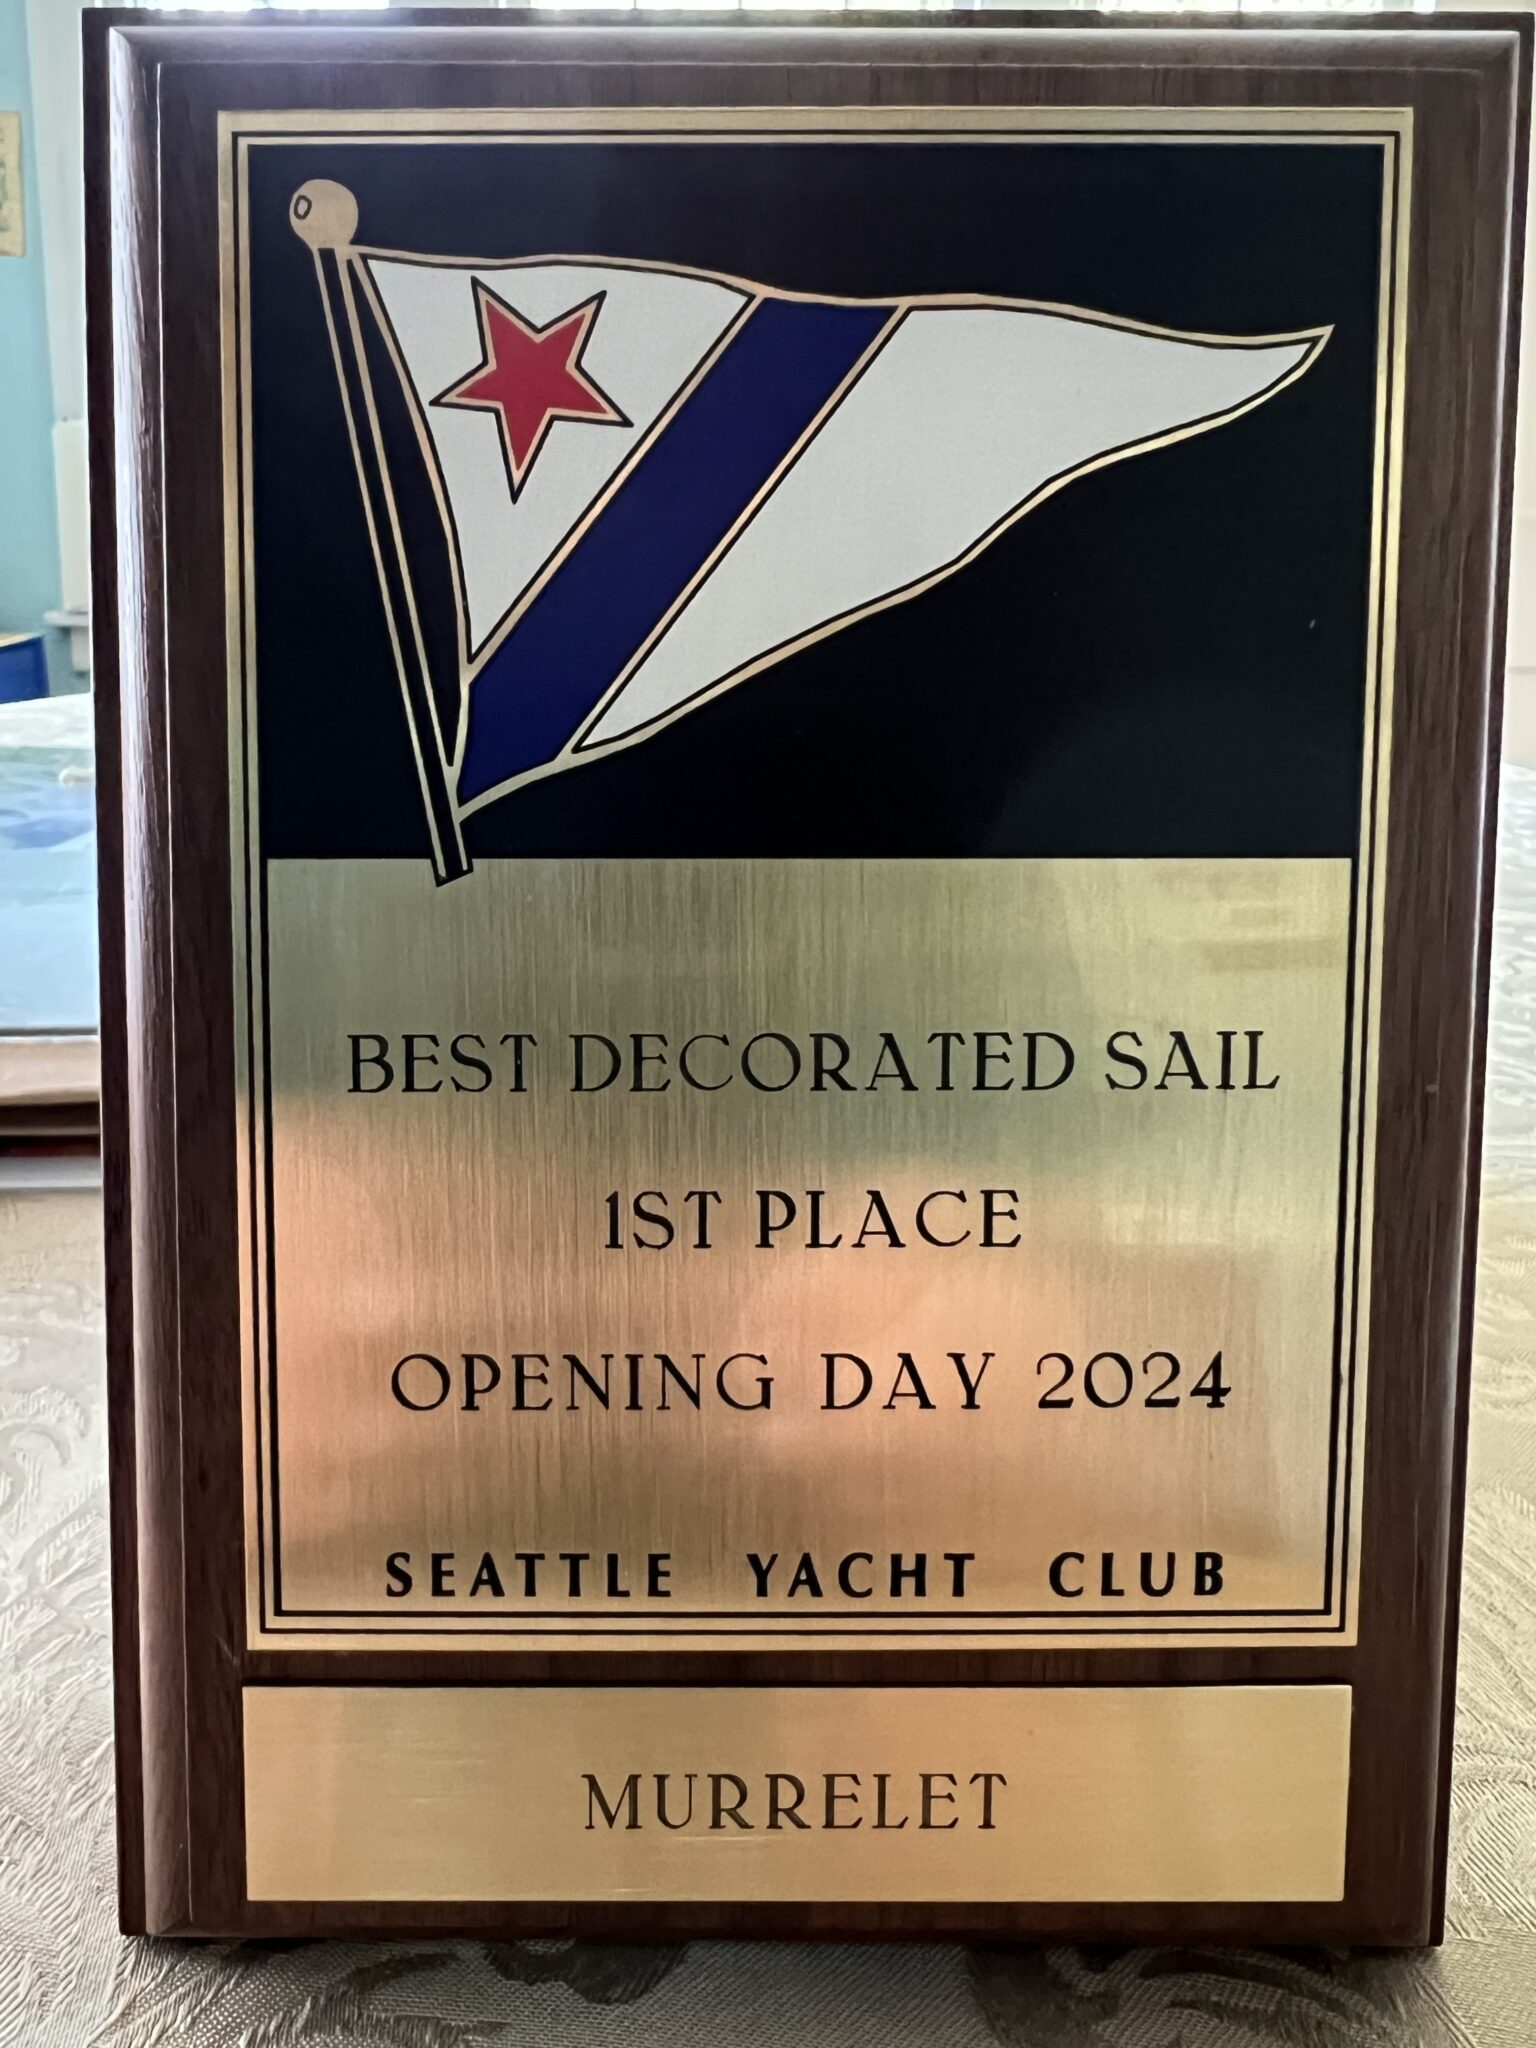 BEST DECORATED SAIL
1ST PLACE
OPENING DAY 2024
SEATTLE YACHT CLUB
MURRELET